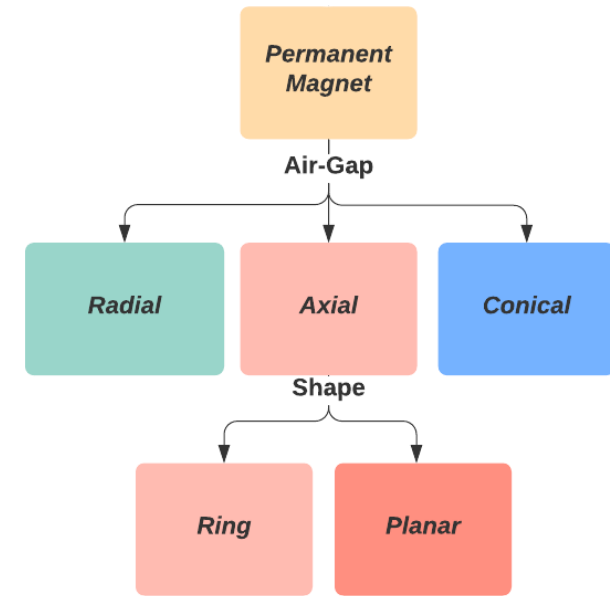 Permanent
Magnet
Air-Gap
Radial
Axial
Conical
Shape
Ring
Planar